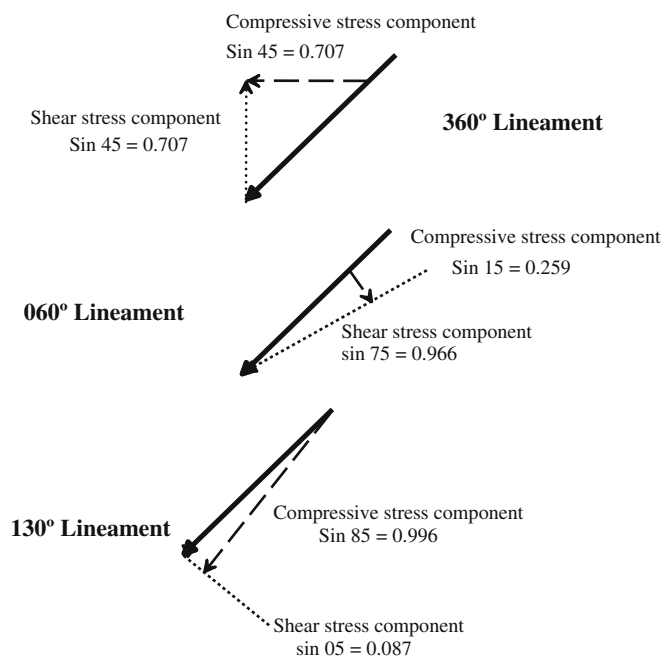 Compressive stress component
Sin 45 = 0.707
Shear stress component
Sin 45 = 0.707
360º Lineament
Compressive stress component
Sin 15 = 0.259
060º Lineament
Shear stress component
sin 75 = 0.966
130º Lineament
Compressive stress component
Sin 85 = 0.996
Shear stress component
sin 05 = 0.087